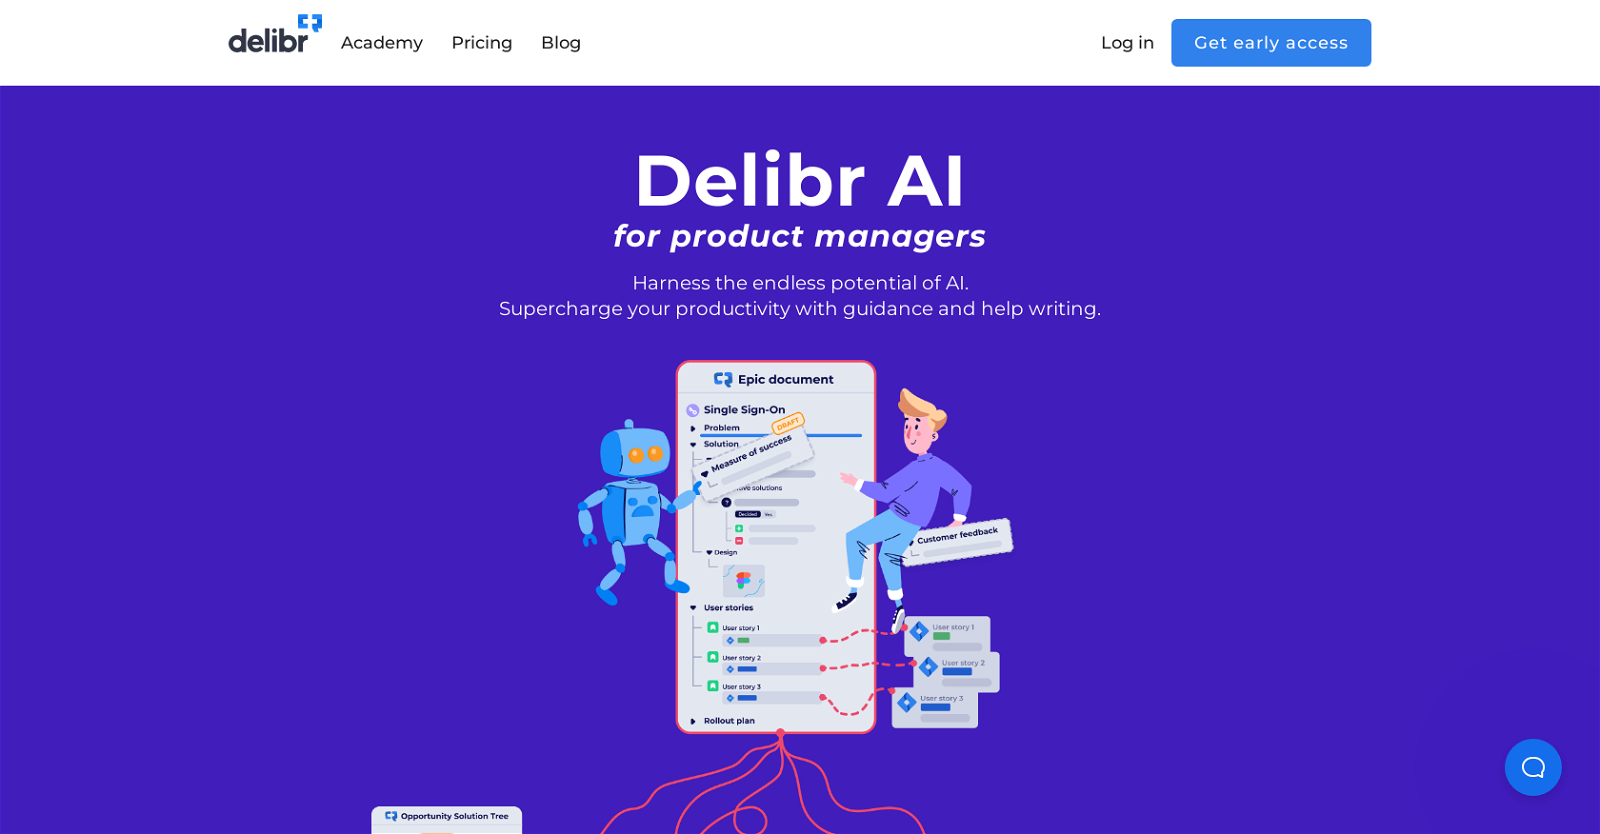 delibr
Academy
Pricing
Blog
Log in
Get early access
Delibr AI
for product managers
Harness the endless potential of AI.
Supercharge your productivity with guidance and help writing.
Epic document
Single Sign-On
Problem
Solution
DRAFT
Measure of success
solutions
Decided
Yes
Design
Customer feedback
User stories
User story 1
User story 2
User story 3
User story 1
User story 2
User story 3
Rollout plan
Opportunity Solution Tree